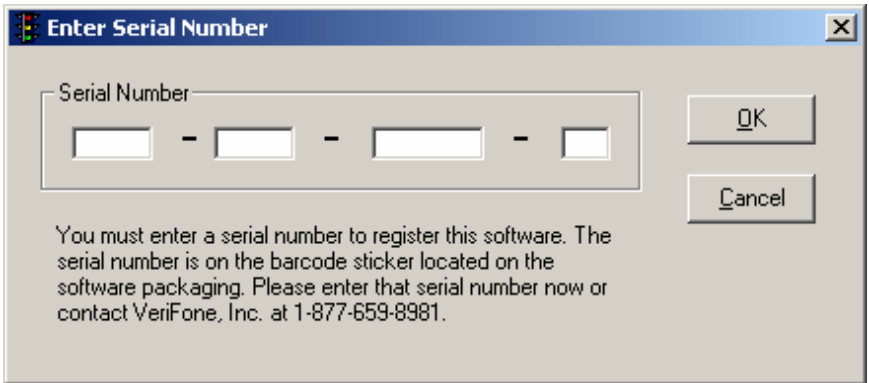 Enter Serial Number
Serial Number
- - -
OK
Cancel
You must enter a serial number to register this software. The
serial number is on the barcode sticker located on the
software packaging. Please enter that serial number now or
contact VeriFone, Inc. at 1-877-659-8981.